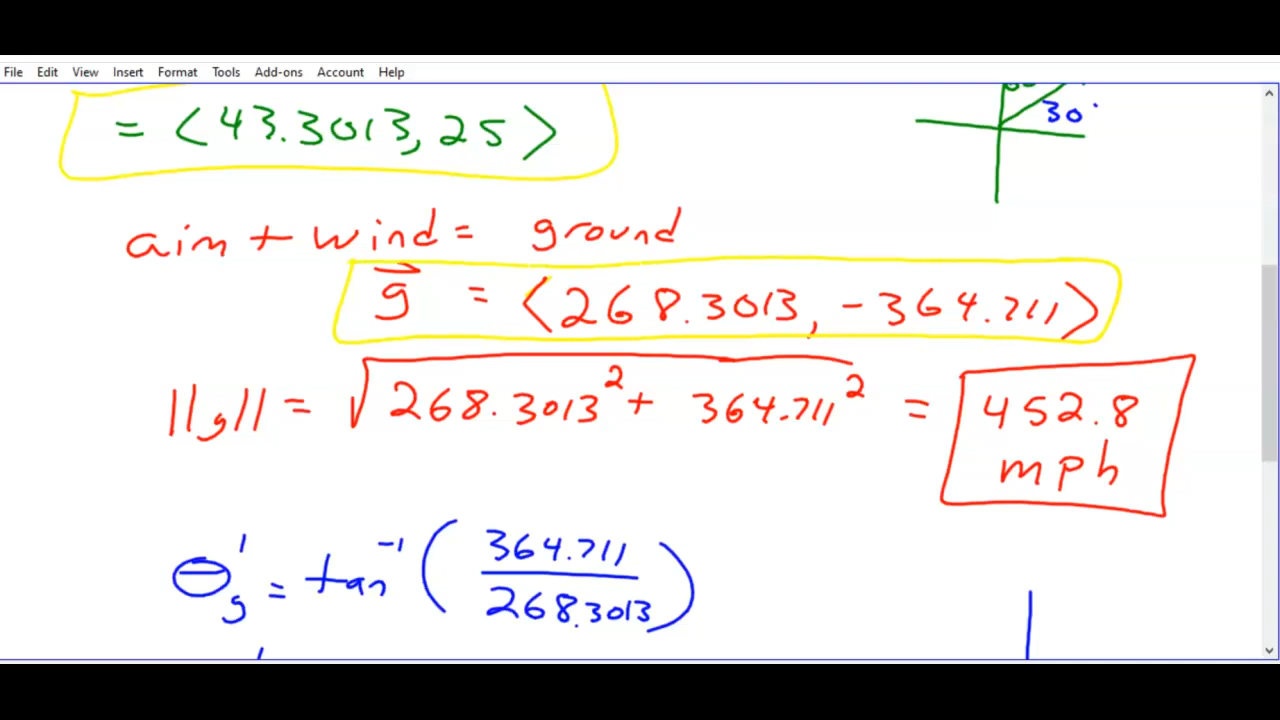 File Edit View Insert Format Tools Add-ons Account Help
= ⟨43.3013, 25⟩
30°
aim + wind = ground
g⃗ = ⟨268.3013, -364.711⟩
||g|| = √268.3013² + 364.711² = 452.8
mph
θ'g = tan⁻¹ (364.711 / 268.3013)